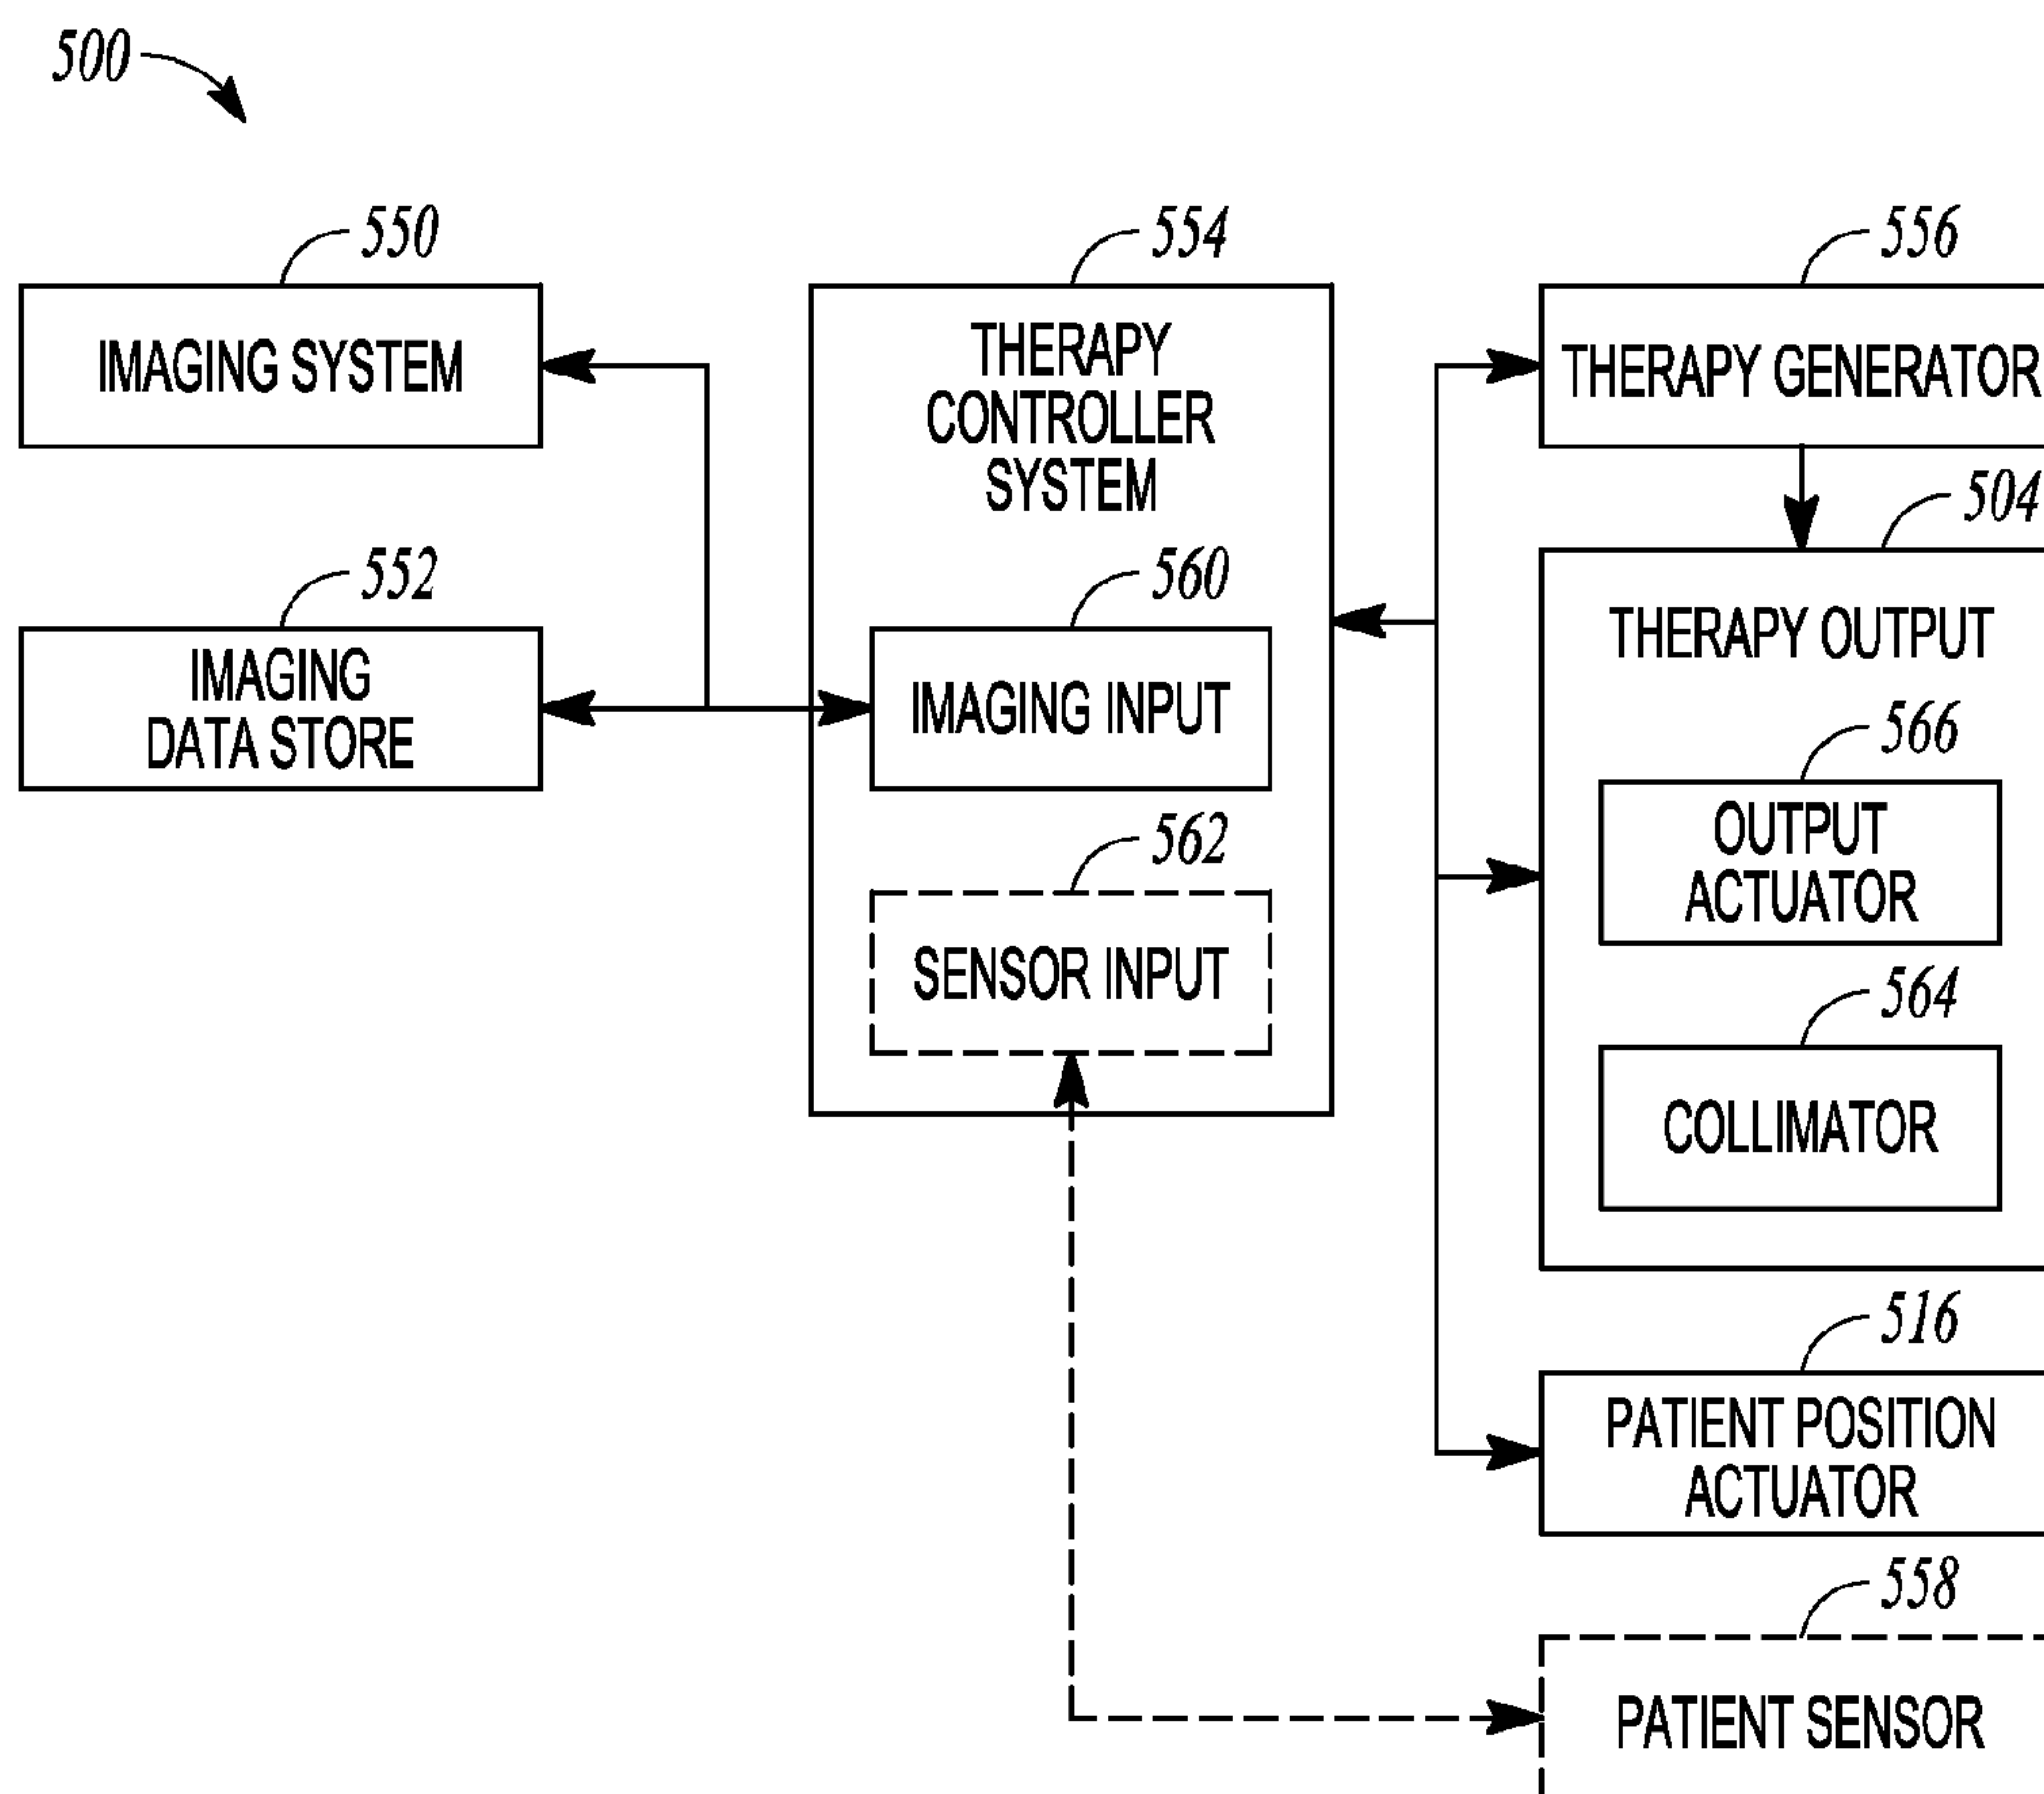 500
550
IMAGING SYSTEM
552
IMAGING
DATA STORE
554
THERAPY
CONTROLLER
SYSTEM
560
IMAGING INPUT
562
SENSOR INPUT
556
THERAPY GENERATOR
504
THERAPY OUTPUT
566
OUTPUT
ACTUATOR
564
COLLIMATOR
516
PATIENT POSITION
ACTUATOR
558
PATIENT SENSOR